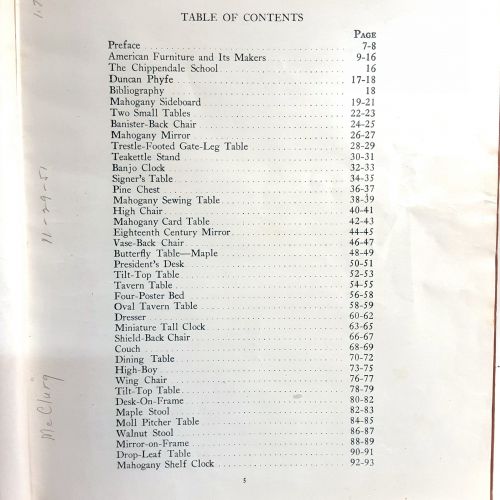 TABLE OF CONTENTS
PAGE
Preface 7-8
American Furniture and Its Makers 9-16
The Chippendale School 16
Duncan Phyfe 17-18
Bibliography 18
Mahogany Sideboard 19-21
Two Small Tables 22-23
Banister-Back Chair 24-25
Mahogany Mirror 26-27
Trestle-Footed Gate-Leg Table 28-29
Teakettle Stand 30-31
Banjo Clock 32-33
Signer's Table 34-35
Pine Chest 36-37
Mahogany Sewing Table 38-39
High Chair 40-41
Mahogany Card Table 42-43
Eighteenth Century Mirror 44-45
Vase-Back Chair 46-47
Butterfly Table—Maple 48-49
President's Desk 50-51
Tilt-Top Table 52-53
Tavern Table 54-55
Four-Poster Bed 56-58
Oval Tavern Table 58-59
Dresser 60-62
Miniature Tall Clock 63-65
Shield-Back Chair 66-67
Couch 68-69
Dining Table 70-72
High-Boy 73-75
Wing Chair 76-77
Tilt-Top Table 78-79
Desk-On-Frame 80-82
Maple Stool 82-83
Moll Pitcher Table 84-85
Walnut Stool 86-87
Mirror-on-Frame 88-89
Drop-Leaf Table 90-91
Mahogany Shelf Clock 92-93
5
McClurg 11-29-51